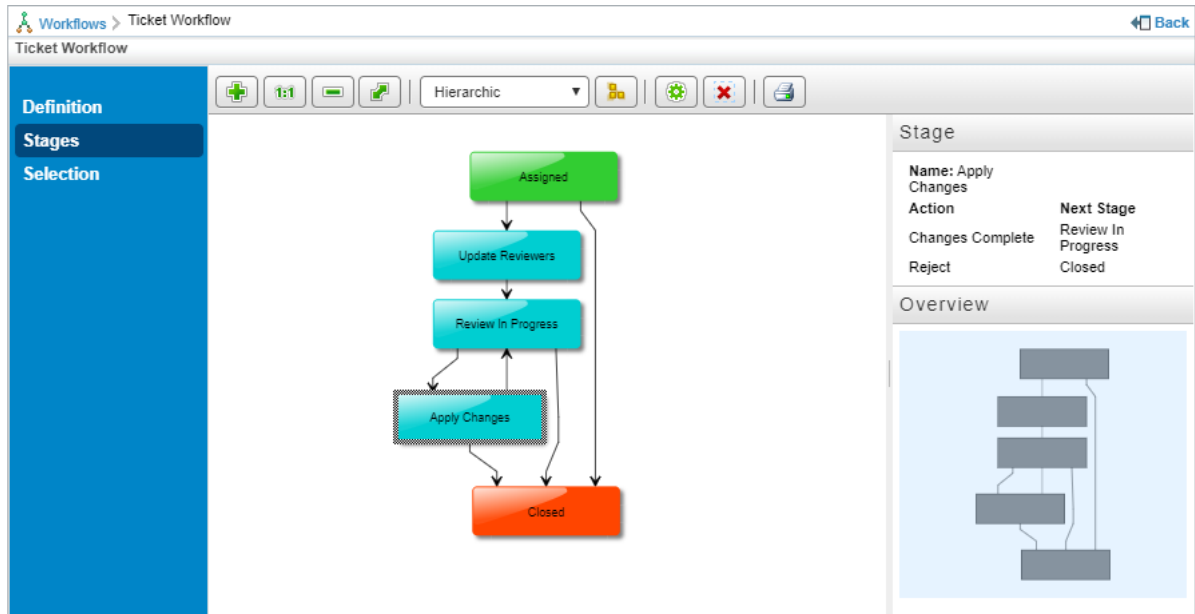 Workflows > Ticket Workflow
Back
Ticket Workflow
Definition
Stages
Selection
1:1
Hierarchic
Assigned
Update Reviewers
Review In Progress
Apply Changes
Closed
Stage
Name: Apply
Changes
Action Next Stage
Changes Complete Review In
Progress
Reject Closed
Overview